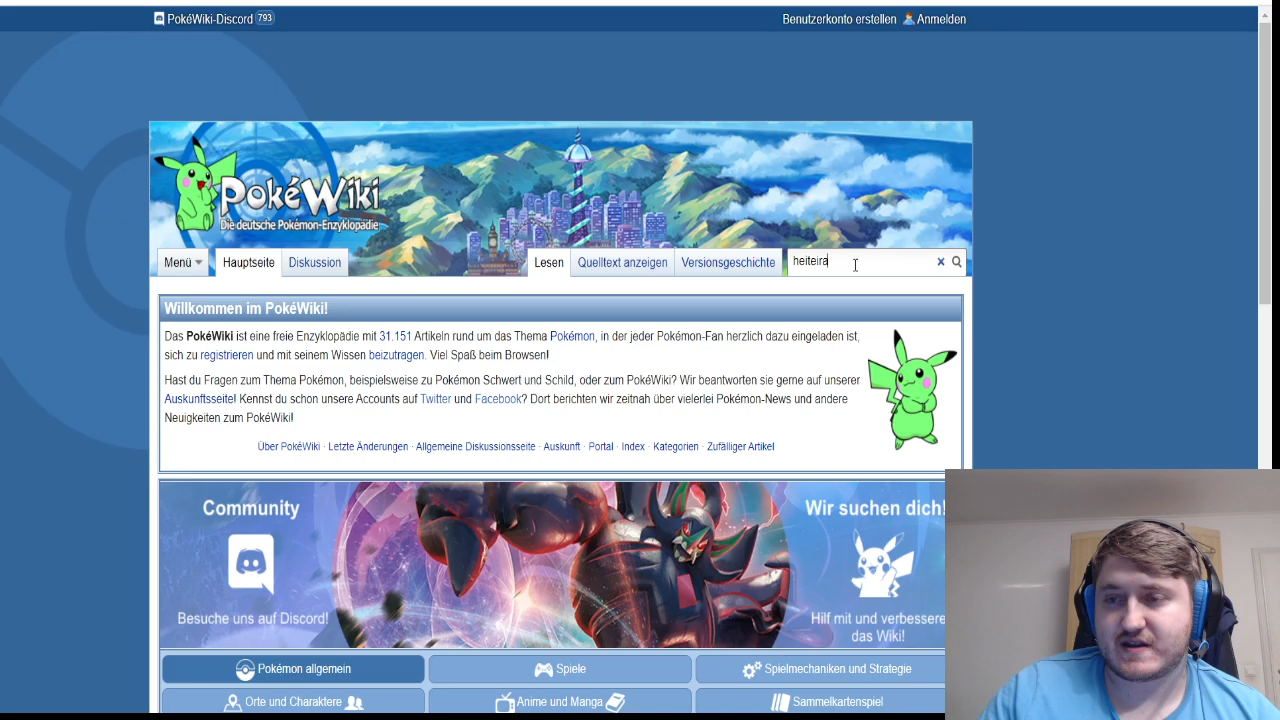 PokéWiki-Discord 793
Benutzerkonto erstellen Anmelden
PokéWiki
Die deutsche Pokémon-Enzyklopädie
Menü Hauptseite Diskussion Lesen Quelltext anzeigen Versionsgeschichte heiteira
Willkommen im PokéWiki!
Das PokéWiki ist eine freie Enzyklopädie mit 31.151 Artikeln rund um das Thema Pokémon, in der jeder Pokémon-Fan herzlich dazu eingeladen ist,
sich zu registrieren und mit seinem Wissen beizutragen. Viel Spaß beim Browsen!
Hast du Fragen zum Thema Pokémon, beispielsweise zu Pokémon Schwert und Schild, oder zum PokéWiki? Wir beantworten sie gerne auf unserer
Auskunftsseite! Kennst du schon unsere Accounts auf Twitter und Facebook? Dort berichten wir zeitnah über vielerlei Pokémon-News und andere
Neuigkeiten zum PokéWiki!
Über PokéWiki · Letzte Änderungen · Allgemeine Diskussionsseite · Auskunft · Portal · Index · Kategorien · Zufälliger Artikel
Community
Besuche uns auf Discord!
Wir suchen dich!
Hilf mit und verbessere
das Wiki!
Pokémon allgemein
Spiele
Spielmechaniken und Strategie
Orte und Charaktere
Anime und Manga
Sammelkartenspiel